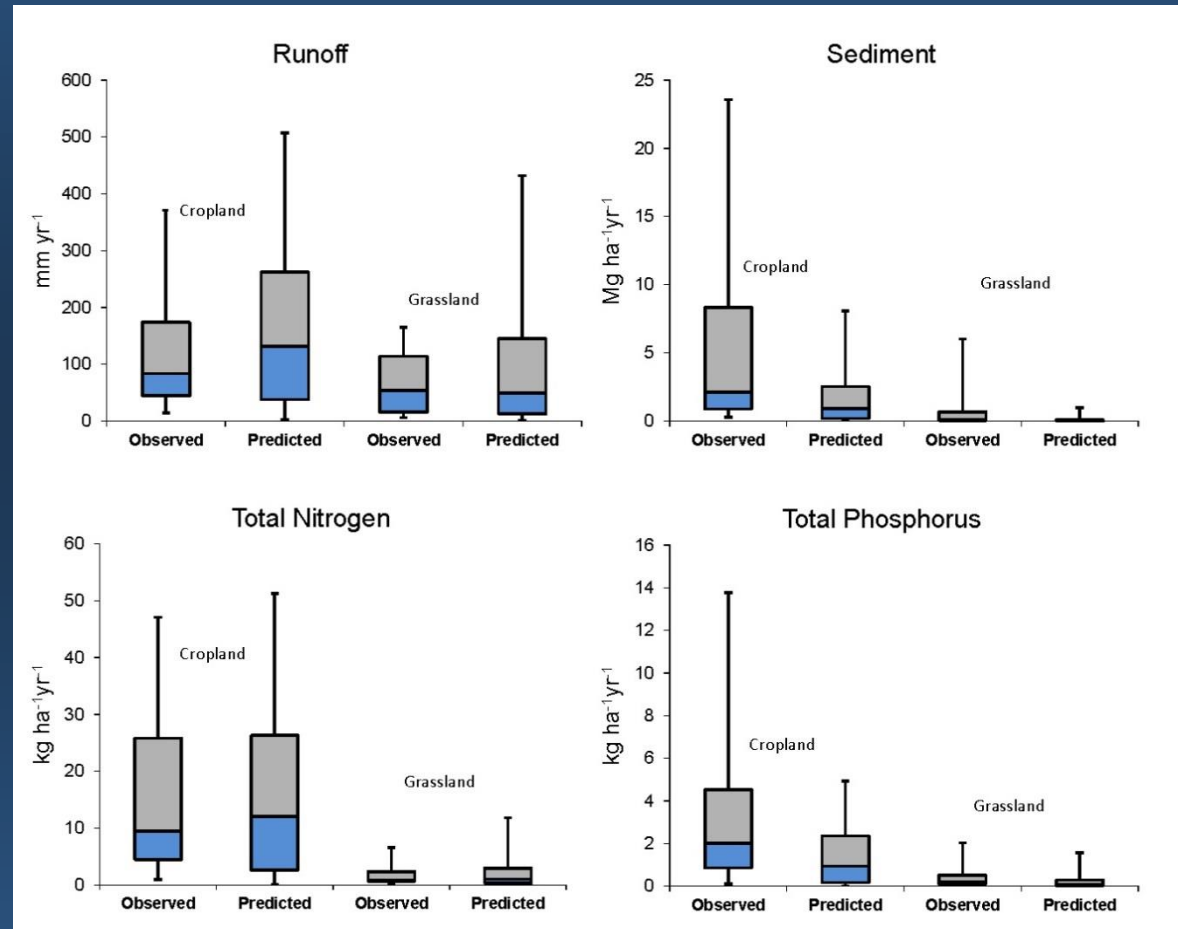 Runoff
600
500
400
300
200
100
0
mm yr⁻¹
Cropland
Grassland
Observed Predicted Observed Predicted
Sediment
25
20
15
10
5
0
Mg ha⁻¹yr⁻¹
Cropland
Grassland
Observed Predicted Observed Predicted
Total Nitrogen
60
50
40
30
20
10
0
kg ha⁻¹yr⁻¹
Cropland
Grassland
Observed Predicted Observed Predicted
Total Phosphorus
16
14
12
10
8
6
4
2
0
kg ha⁻¹yr⁻¹
Cropland
Grassland
Observed Predicted Observed Predicted